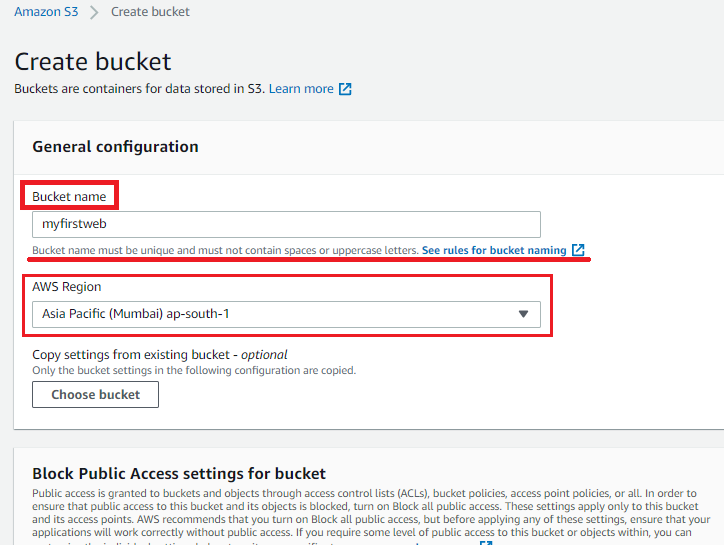 Amazon S3 > Create bucket
Create bucket
Buckets are containers for data stored in S3. Learn more
General configuration
Bucket name
myfirstweb
Bucket name must be unique and must not contain spaces or uppercase letters. See rules for bucket naming
AWS Region
Asia Pacific (Mumbai) ap-south-1
Copy settings from existing bucket - optional
Only the bucket settings in the following configuration are copied.
Choose bucket
Block Public Access settings for bucket
Public access is granted to buckets and objects through access control lists (ACLs), bucket policies, access point policies, or all. In order to
ensure that public access to this bucket and its objects is blocked, turn on Block all public access. These settings apply only to this bucket
and its access points. AWS recommends that you turn on Block all public access, but before applying any of these settings, ensure that your
applications will work correctly without public access. If you require some level of public access to this bucket or objects within, you can